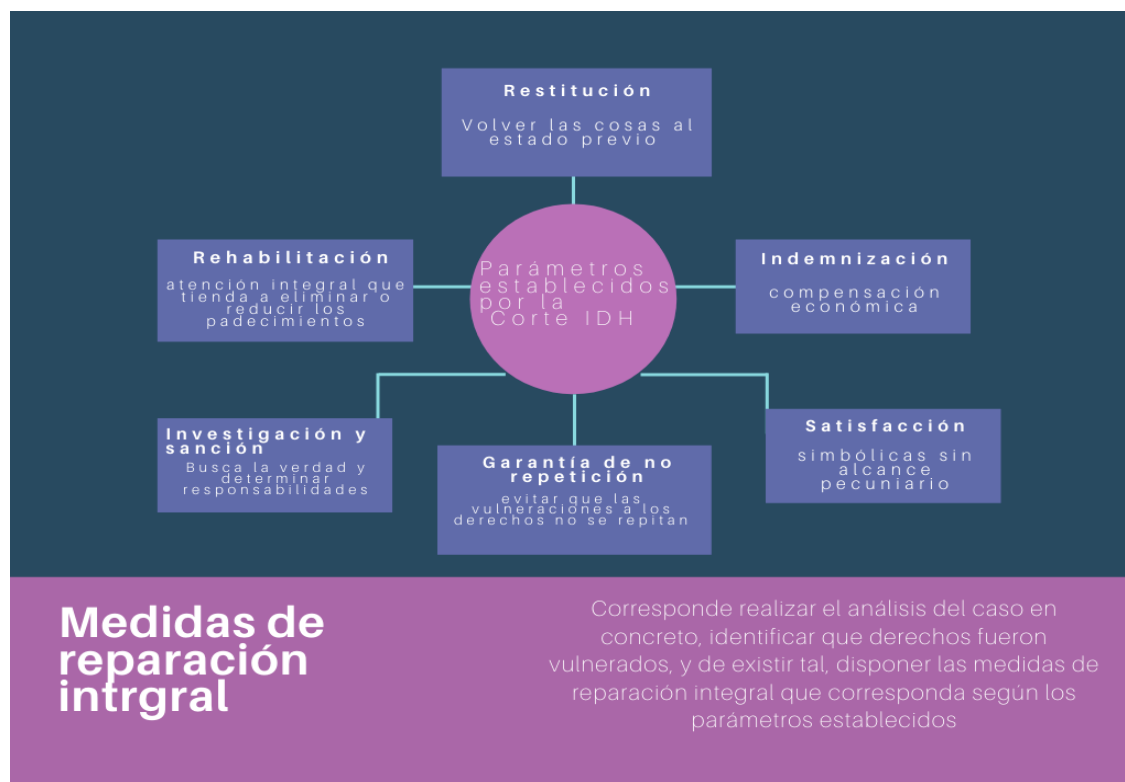 Restitución
Volver las cosas al
estado previo
Rehabilitación
atención integral que
tienda a eliminar o
reducir los
padecimientos
Parámetros
establecidos
por la
Corte IDH
Indemnización
compensación
económica
Investigación y
sanción
Busca la verdad y
determinar
responsabilidades
Garantía de no
repetición
evitar que las
vulneraciones a los
derechos no se repitan
Satisfacción
simbólicas sin
alcance
pecuniario
Medidas de
reparación
intrgral
Corresponde realizar el análisis del caso en
concreto, identificar que derechos fueron
vulnerados, y de existir tal, disponer las medidas de
reparación integral que corresponda según los
parámetros establecidos